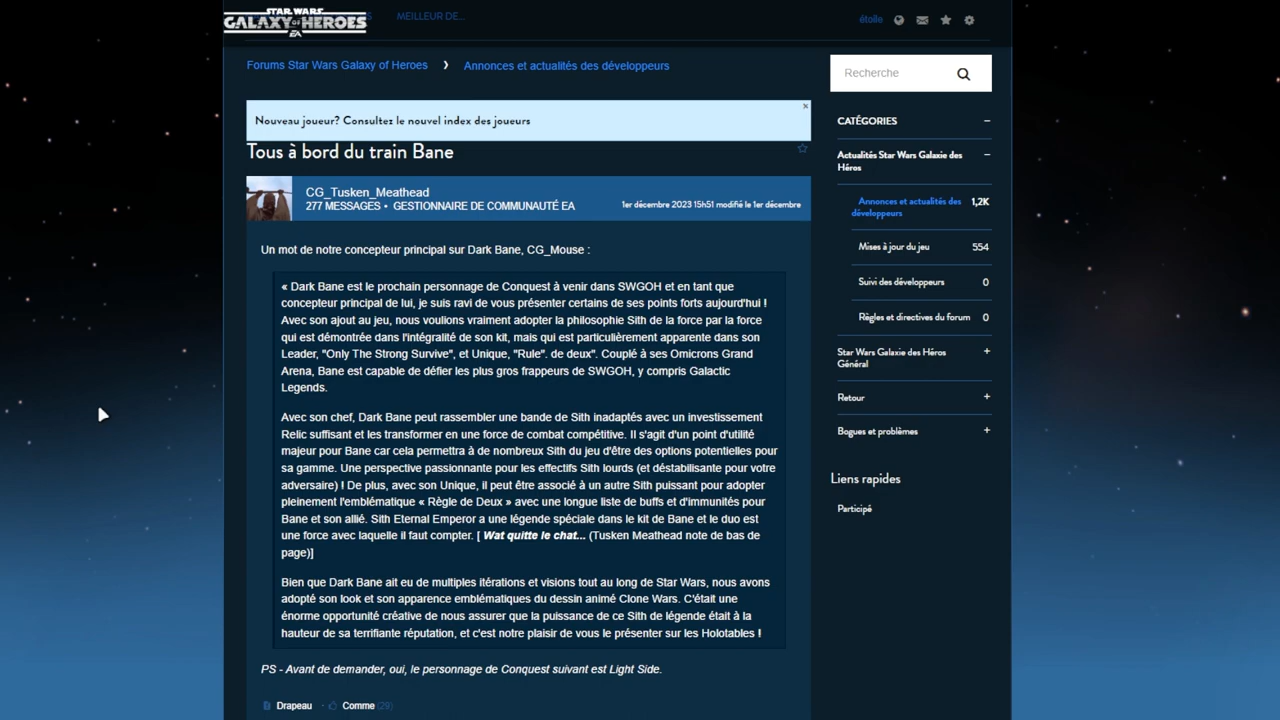 STAR WARS
GALAXY OF HEROES
EA
MEILLEUR DE...
étoile
Forums Star Wars Galaxy of Heroes › Annonces et actualités des développeurs
Recherche
Nouveau joueur? Consultez le nouvel index des joueurs
×
Tous à bord du train Bane
CG_Tusken_Meathead
277 MESSAGES • GESTIONNAIRE DE COMMUNAUTÉ EA
1er décembre 2023 15h51 modifié le 1er décembre
Un mot de notre concepteur principal sur Dark Bane, CG_Mouse :
« Dark Bane est le prochain personnage de Conquest à venir dans SWGOH et en tant que
concepteur principal de lui, je suis ravi de vous présenter certains de ses points forts aujourd'hui !
Avec son ajout au jeu, nous voulions vraiment adopter la philosophie Sith de la force par la force
qui est démontrée dans l'intégralité de son kit, mais qui est particulièrement apparente dans son
Leader, "Only The Strong Survive", et Unique, "Rule". de deux". Couplé à ses Omicrons Grand
Arena, Bane est capable de défier les plus gros frappeurs de SWGOH, y compris Galactic
Legends.
Avec son chef, Dark Bane peut rassembler une bande de Sith inadaptés avec un investissement
Relic suffisant et les transformer en une force de combat compétitive. Il s'agit d'un point d'utilité
majeur pour Bane car cela permettra à de nombreux Sith du jeu d'être des options potentielles pour
sa gamme. Une perspective passionnante pour les effectifs Sith lourds (et déstabilisante pour votre
adversaire) ! De plus, avec son Unique, il peut être associé à un autre Sith puissant pour adopter
pleinement l'emblématique « Règle de Deux » avec une longue liste de buffs et d'immunités pour
Bane et son allié. Sith Eternal Emperor a une légende spéciale dans le kit de Bane et le duo est
une force avec laquelle il faut compter. [ Wat quitte le chat... (Tusken Meathead note de bas de
page)]
Bien que Dark Bane ait eu de multiples itérations et visions tout au long de Star Wars, nous avons
adopté son look et son apparence emblématiques du dessin animé Clone Wars. C'était une
énorme opportunité créative de nous assurer que la puissance de ce Sith de légende était à la
hauteur de sa terrifiante réputation, et c'est notre plaisir de vous le présenter sur les Holotables !
PS - Avant de demander, oui, le personnage de Conquest suivant est Light Side.
Drapeau · Comme (29)
CATÉGORIES –
Actualités Star Wars Galaxie des –
Héros
Annonces et actualités des 1,2K
développeurs
Mises à jour du jeu 554
Suivi des développeurs 0
Règles et directives du forum 0
Star Wars Galaxie des Héros +
Général
Retour +
Bogues et problèmes +
Liens rapides
Participé